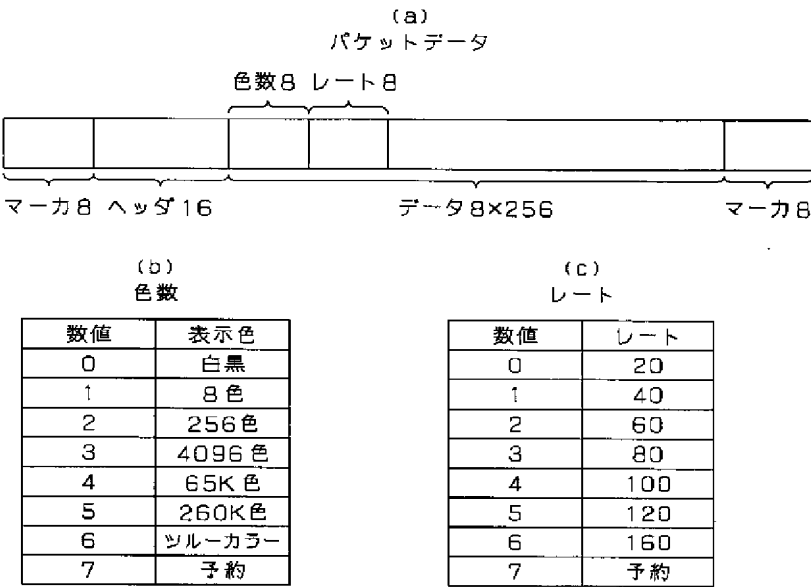 (a)
パケットデータ
色数8 レート8
マーカ8 ヘッダ16 データ8×256 マーカ8
(b)
色数
数値 表示色
0 白黒
1 8色
2 256色
3 4096色
4 65K色
5 260K色
6 ツルーカラー
7 予約
(c)
レート
数値 レート
0 20
1 40
2 60
3 80
4 100
5 120
6 160
7 予約